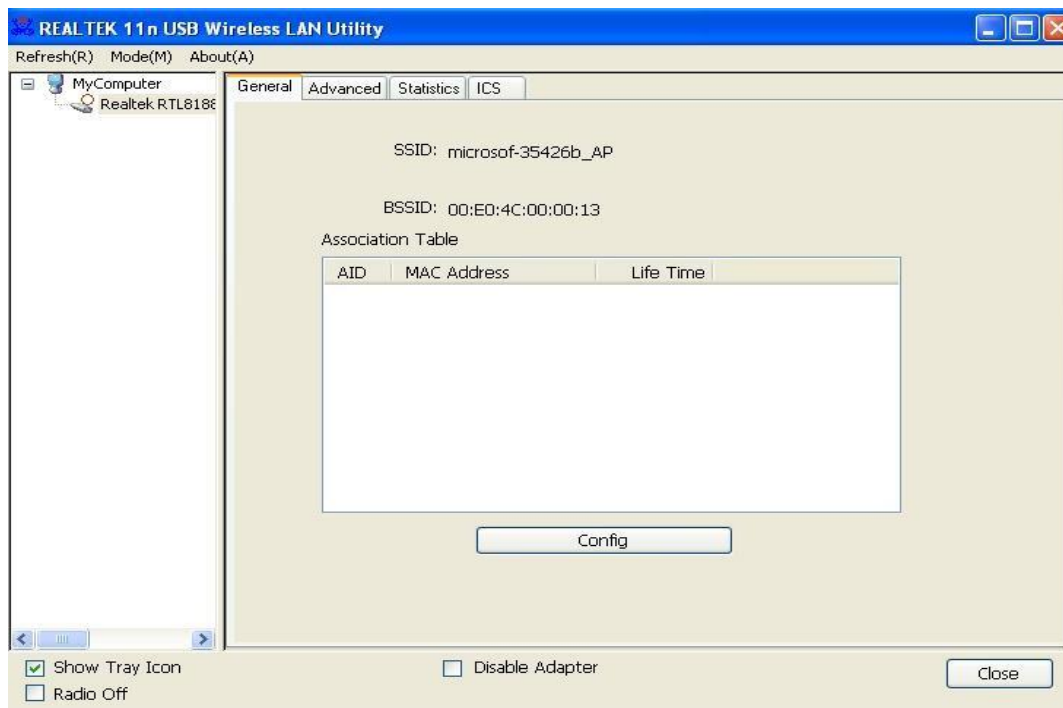 REALTEK 11n USB Wireless LAN Utility
Refresh(R) Mode(M) About(A)
MyComputer
Realtek RTL8188
General Advanced Statistics ICS
SSID: microsof-35426b_AP
BSSID: 00:E0:4C:00:00:13
Association Table
AID MAC Address Life Time
Config
Show Tray Icon
Disable Adapter
Radio Off
Close